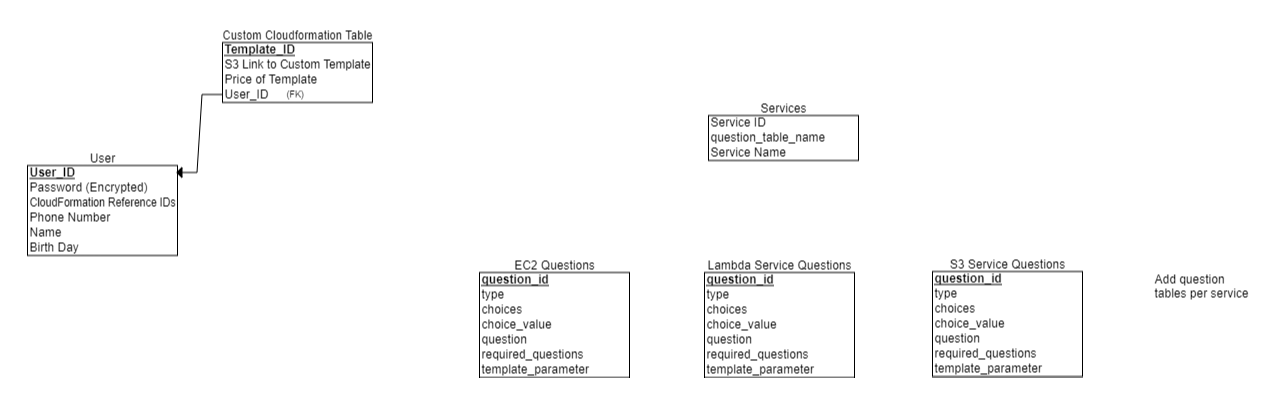 Custom Cloudformation Table
Template_ID
S3 Link to Custom Template
Price of Template
User_ID (FK)
User
User_ID
Password (Encrypted)
CloudFormation Reference IDs
Phone Number
Name
Birth Day
Services
Service ID
question_table_name
Service Name
EC2 Questions
question_id
type
choices
choice_value
question
required_questions
template_parameter
Lambda Service Questions
question_id
type
choices
choice_value
question
required_questions
template_parameter
S3 Service Questions
question_id
type
choices
choice_value
question
required_questions
template_parameter
Add question
tables per service